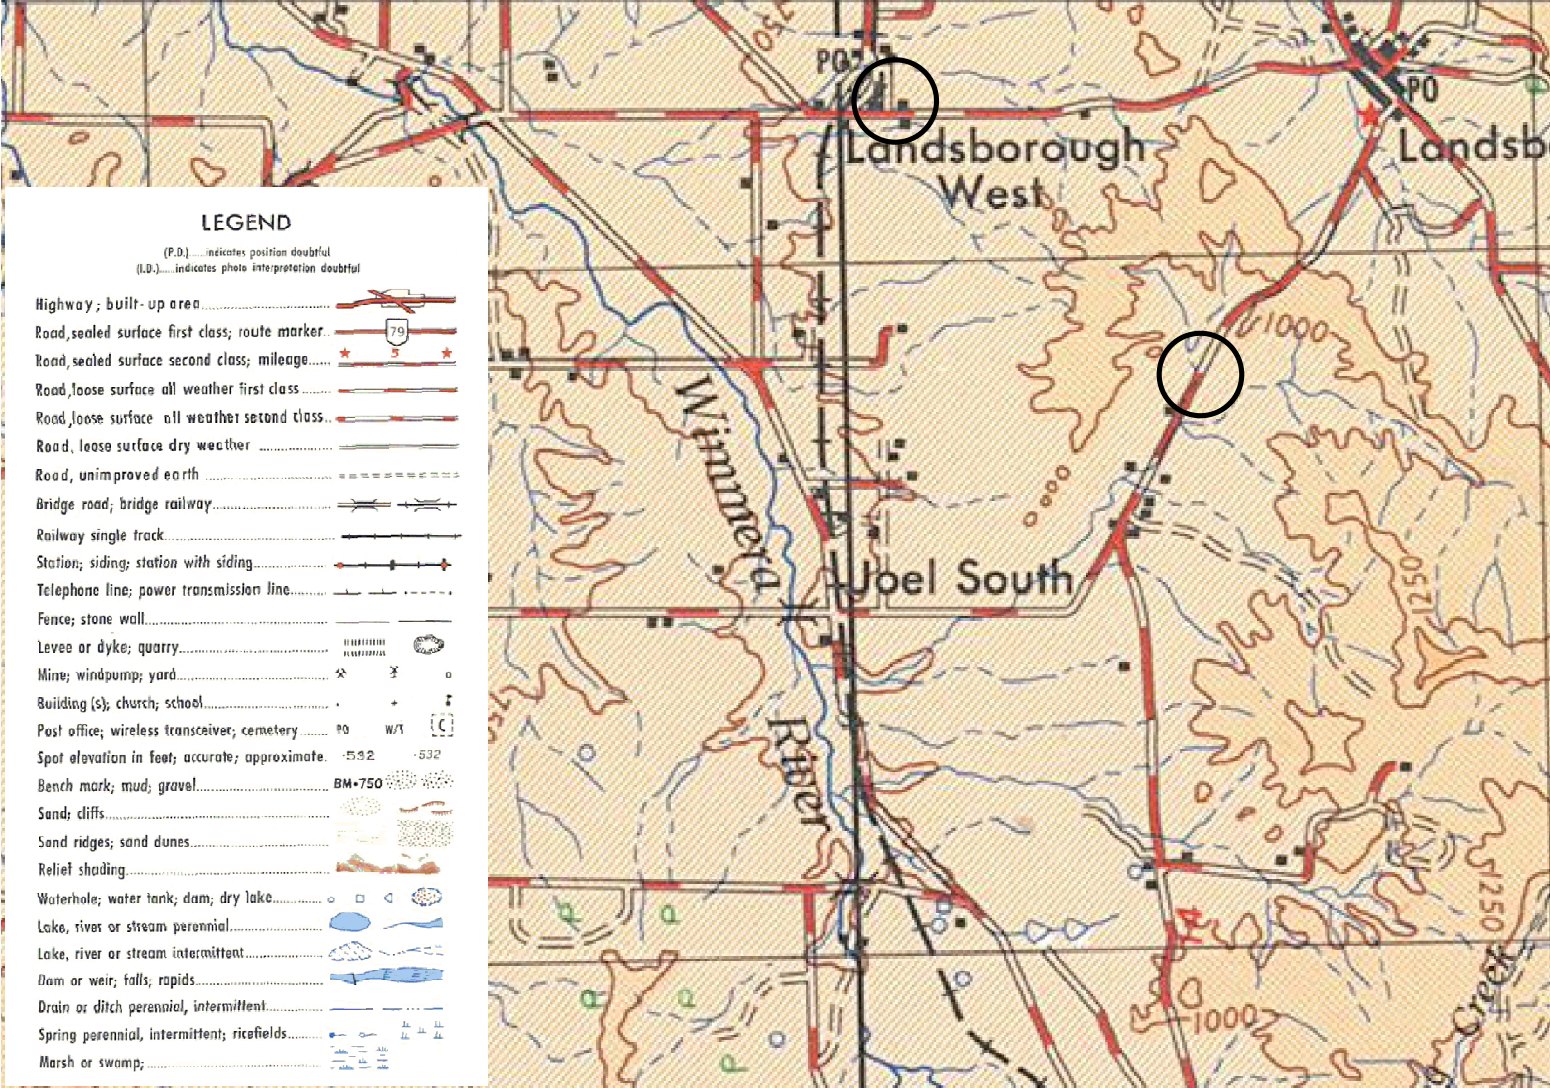 PO
PO
Landsborough
West
Landsb
1000
Wimmera
River
Joel South
1250
750
14
1250
1000
Creek
P
P
P
P
P
LEGEND
(P.D.)......indicates position doubtful
(I.D.)......indicates photo interprotation doubtful
Highway; built-up area
Road, sealed surface first class; route marker 79
Road, sealed surface second class; mileage 5
Road, loose surface all weather first class
Road, loose surface all weather second class
Road, loose surface dry weather
Road, unimproved earth
Bridge road; bridge railway
Railway single track
Station; siding; station with siding
Telephone line; power transmission line
Fence; stone wall
Levee or dyke; quarry
Mine; windpump; yard
Building (s); church; school
Post office; wireless transceiver; cemetery PO W/T C
Spot elevation in feet; accurate; approximate ·532 ·532
Bench mark; mud; gravel BM•750
Sand; cliffs
Sand ridges; sand dunes
Relief shading
Waterhole; water tank; dam; dry lake
Lake, river or stream perennial
Lake, river or stream intermittent
Dam or weir; falls; rapids
Drain or ditch perennial, intermittent
Spring perennial, intermittent; ricefields
Marsh or swamp;